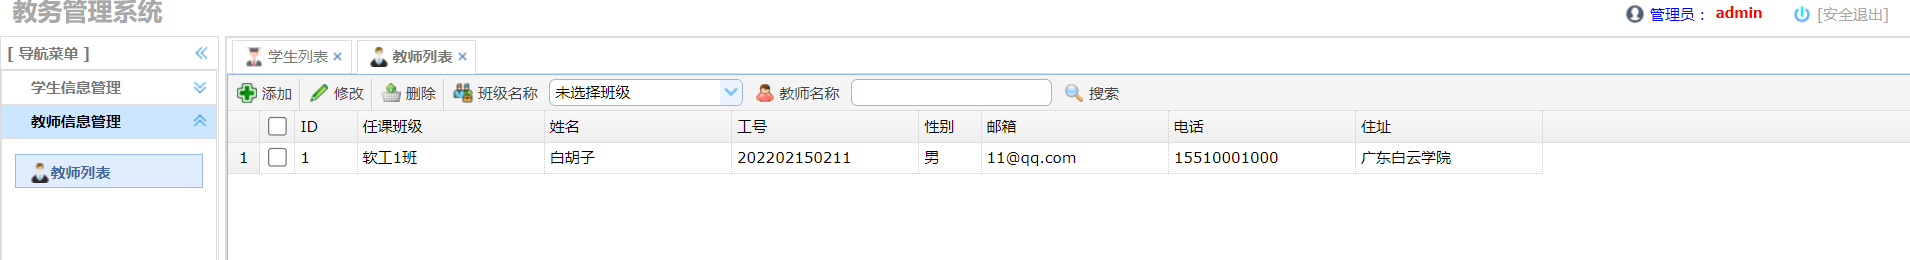 教务管理系统
管理员： admin [安全退出]
[ 导航菜单 ]
学生信息管理
教师信息管理
教师列表
学生列表 教师列表
添加 修改 删除 班级名称 未选择班级 教师名称 搜索
ID 任课班级 姓名 工号 性别 邮箱 电话 住址
1 1 软工1班 白胡子 202202150211 男 11@qq.com 15510001000 广东白云学院